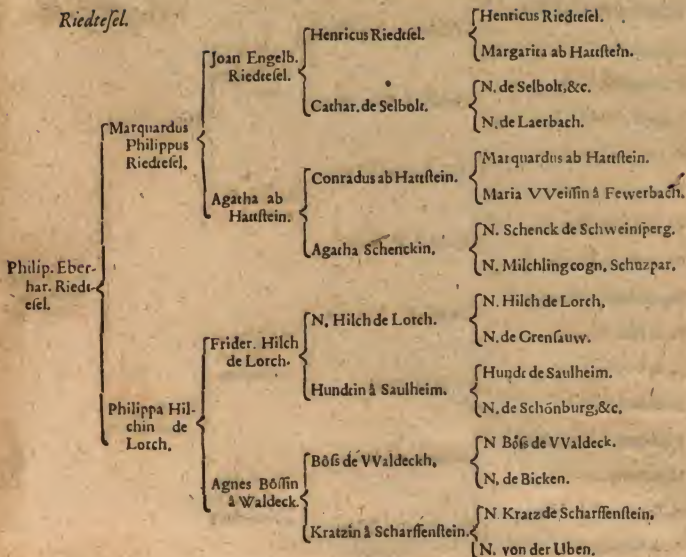 Riedtesel.
Philip. Eber-
har. Riedt-
esel.
Marquardus
Philippus
Riedtesel.
Philippa Hil-
chin de
Lorch.
Joan Engelb.
Riedtesel.
Agatha ab
Hattstein.
Frider. Hilch
de Lorch.
Agnes Bôssin
â Waldeck.
Henricus Riedtesel.
Cathar. de Selbolt.
Conradus ab Hattstein.
Agatha Schenckin.
N. Hilch de Lorch.
Hundtin â Saulheim.
Bôss de VValdeckh.
Kratzin â Scharffenstein.
Henricus Riedtesel.
Margarita ab Hattstein.
N. de Selbolt, &c.
N. de Laerbach.
Marquardus ab Hattstein.
Maria VVeissin â Fewerbach.
N. Schenck de Schweinsperg.
N. Milchling cogn. Schuzpar.
N. Hilch de Lorch.
N. de Grensauw.
Hundt de Saulheim.
N. de Schönburg, &c.
N Bôss de VValdeck.
N. de Bicken.
N. Kratz de Scharffenstein.
N. von der Uben.